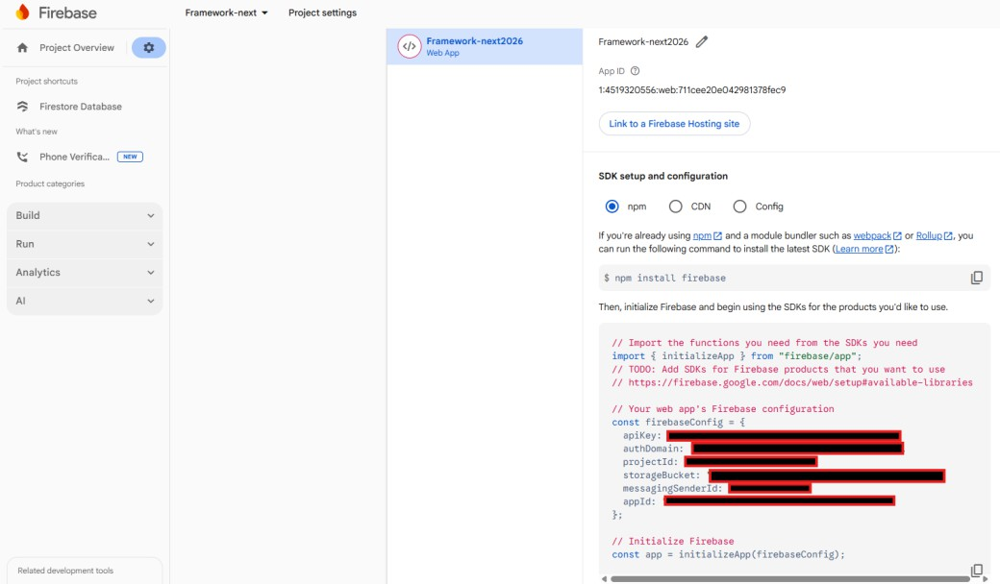 Firebase
Framework-next
Project settings
Project Overview
Project shortcuts
Firestore Database
What's new
Phone Verifica... NEW
Product categories
Build
Run
Analytics
AI
Related development tools
</> Framework-next2026
Web App
Framework-next2026
App ID
1:4519320556:web:711cee20e042981378fec9
Link to a Firebase Hosting site
SDK setup and configuration
npm CDN Config
If you're already using npm and a module bundler such as webpack or Rollup, you
can run the following command to install the latest SDK (Learn more):
$ npm install firebase
Then, initialize Firebase and begin using the SDKs for the products you'd like to use.
// Import the functions you need from the SDKs you need
import { initializeApp } from "firebase/app";
// TODO: Add SDKs for Firebase products that you want to use
// https://firebase.google.com/docs/web/setup#available-libraries
// Your web app's Firebase configuration
const firebaseConfig = {
apiKey:
authDomain:
projectId:
storageBucket: "
messagingSenderId:
appId: "
};
// Initialize Firebase
const app = initializeApp(firebaseConfig);